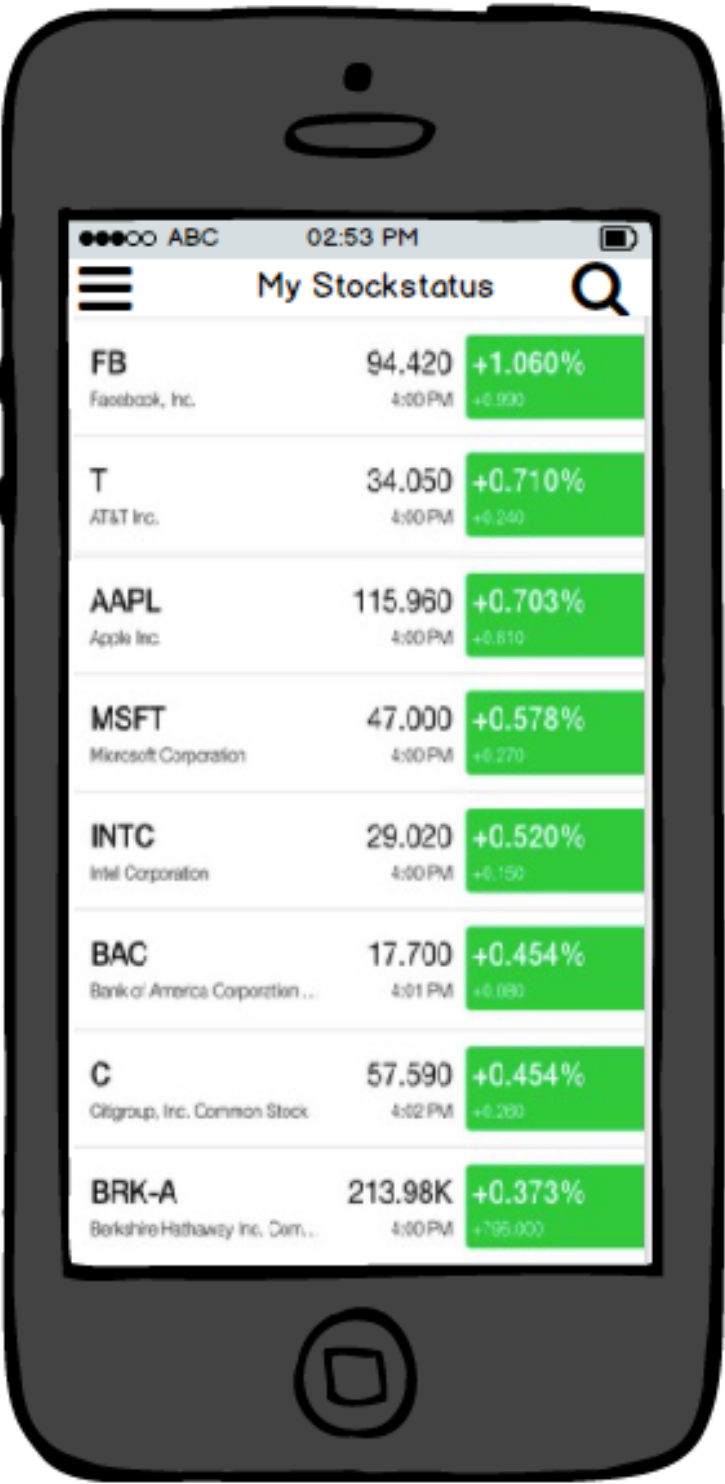 ABC 02:53 PM
My Stockstatus
FB 94.420 +1.060%
Facebook, Inc. 4:00 PM +0.990
T 34.050 +0.710%
AT&T Inc. 4:00 PM +0.240
AAPL 115.960 +0.703%
Apple Inc. 4:00 PM +0.810
MSFT 47.000 +0.578%
Microsoft Corporation 4:00 PM +0.270
INTC 29.020 +0.520%
Intel Corporation 4:00 PM +0.150
BAC 17.700 +0.454%
Bank of America Corporation ... 4:01 PM +0.080
C 57.590 +0.454%
Citigroup, Inc. Common Stock 4:02 PM +0.260
BRK-A 213.98K +0.373%
Berkshire Hathaway Inc. Com... 4:00 PM +795.000